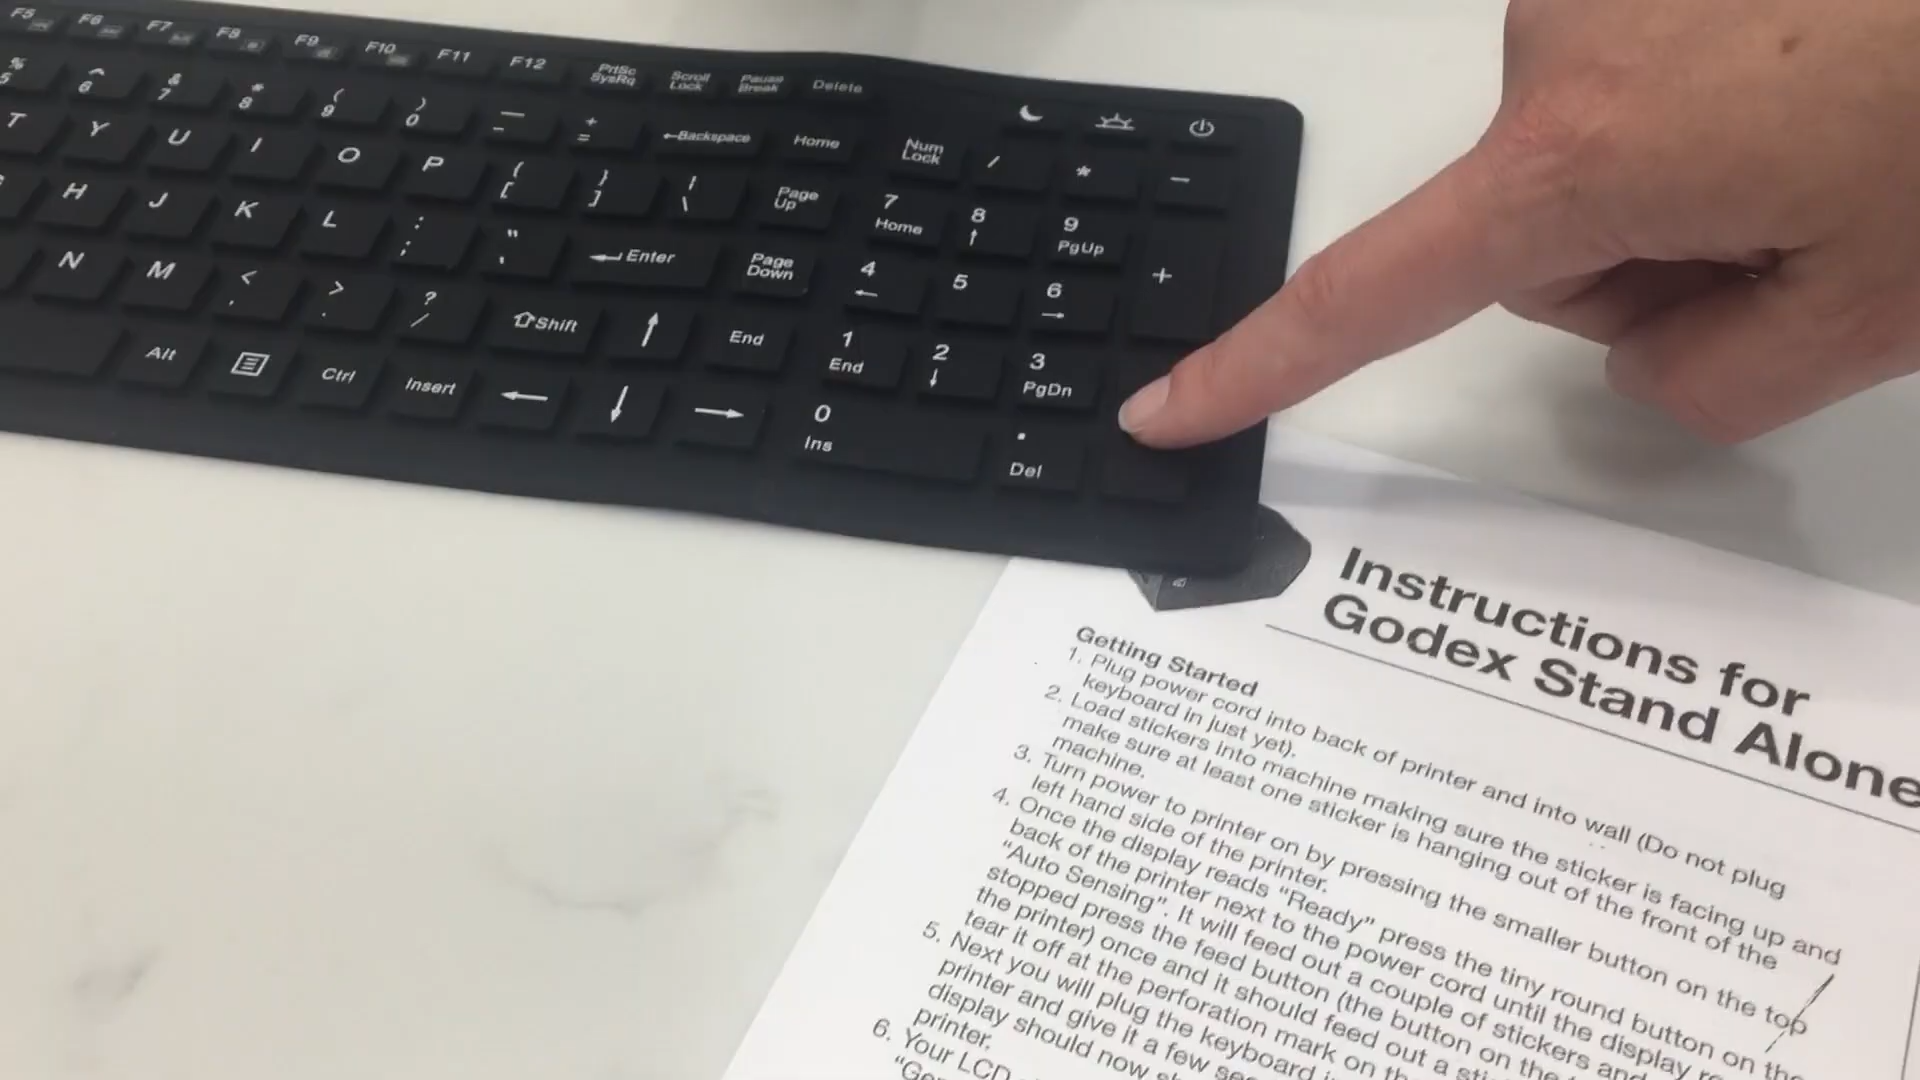 F5 F6 F7 F8 F9 F10 F11 F12 PrtSc SysRq Scroll Lock Pause Break Delete
% 5 ^ 6 & 7 * 8 ( 9 ) 0 — - + = ←Backspace Home Num Lock / * −
T Y U I O P { [ } ] | \ Page Up 7 Home 8 ↑ 9 PgUp +
H J K L : ; " ' ↵ Enter Page Down 4 ← 5 6 →
N M < , > . ? / ⇧Shift ↑ End 1 End 2 ↓ 3 PgDn
Alt Ctrl Insert ← ↓ → 0 Ins . Del
Instructions for
Godex Stand Alone
Getting Started
1. Plug power cord into back of printer and into wall (Do not plug
keyboard in just yet).
2. Load stickers into machine making sure the sticker is facing up and
make sure at least one sticker is hanging out of the front of the
machine.
3. Turn power to printer on by pressing the smaller button on the top
left hand side of the printer.
4. Once the display reads “Ready” press the tiny round button on the
back of the printer next to the power cord until the display
“Auto Sensing”. It will feed out a couple of stickers and
stopped press the feed button (the button on the
the printer) once and it should feed out a
tear it off at the perforation mark on
5. Next you will plug the keyboard
printer and give it a few
display should now
printer.
6. Your LCD